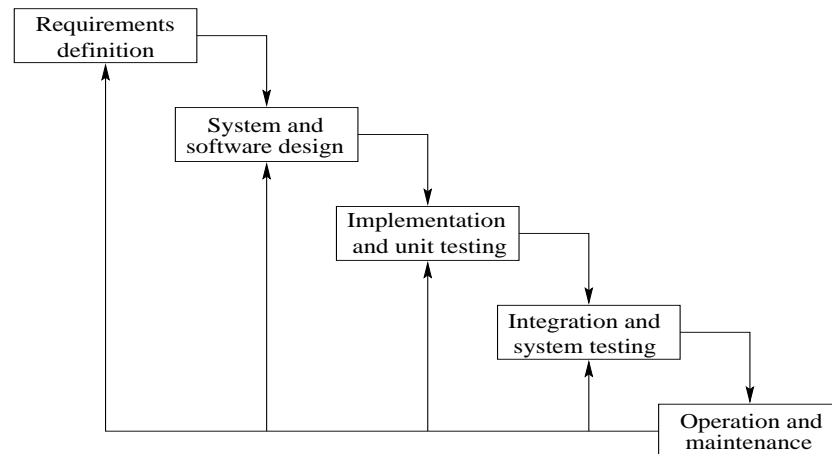 Requirements
definition
System and
software design
Implementation
and unit testing
Integration and
system testing
Operation and
maintenance